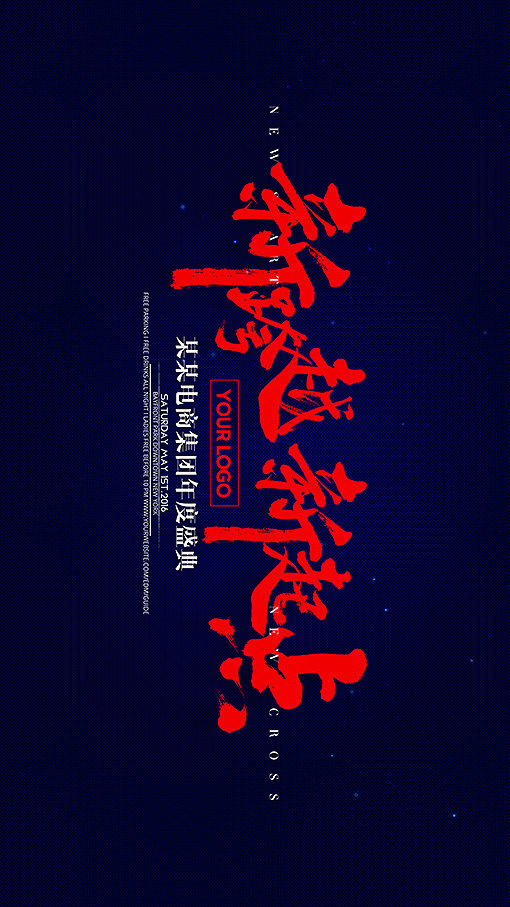 新跨越 新起点
NEW START NEW CROSS
YOUR LOGO
某某电商集团年度盛典
SATURDAY MAY 1ST.2016
BAYFRONT PARK DOWNTOWN NEW YORK
FREE PARKING I FREE DRINKS ALL NIGHT I LADIES FREE BEFORE 10 PM WWW.YOURWEBSITE.COM/EDM/GUIDE